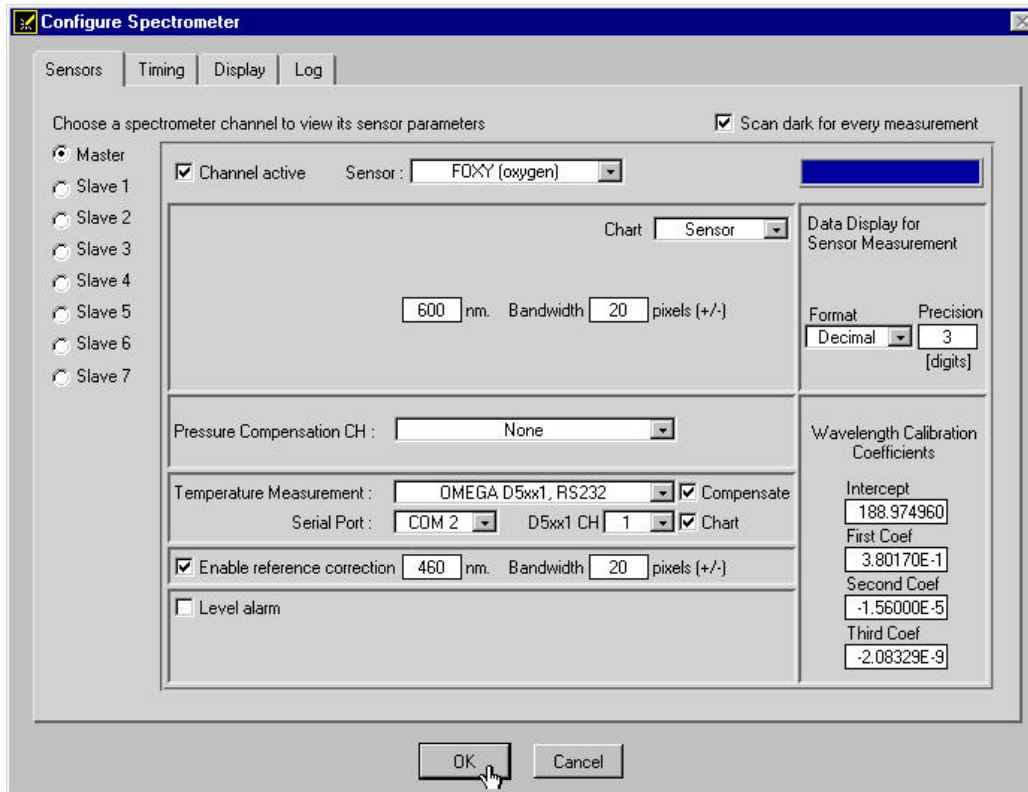 Configure Spectrometer
Sensors Timing Display Log
Choose a spectrometer channel to view its sensor parameters Scan dark for every measurement
Master
Slave 1
Slave 2
Slave 3
Slave 4
Slave 5
Slave 6
Slave 7
Channel active Sensor : FOXY (oxygen)
Chart Sensor
600 nm. Bandwidth 20 pixels (+/-)
Data Display for
Sensor Measurement
Format Precision
Decimal 3
[digits]
Pressure Compensation CH : None
Temperature Measurement : OMEGA D5xx1, RS232 Compensate
Serial Port : COM 2 D5xx1 CH 1 Chart
Enable reference correction 460 nm. Bandwidth 20 pixels (+/-)
Level alarm
Wavelength Calibration
Coefficients
Intercept
188.974960
First Coef
3.80170E-1
Second Coef
-1.56000E-5
Third Coef
-2.08329E-9
OK Cancel